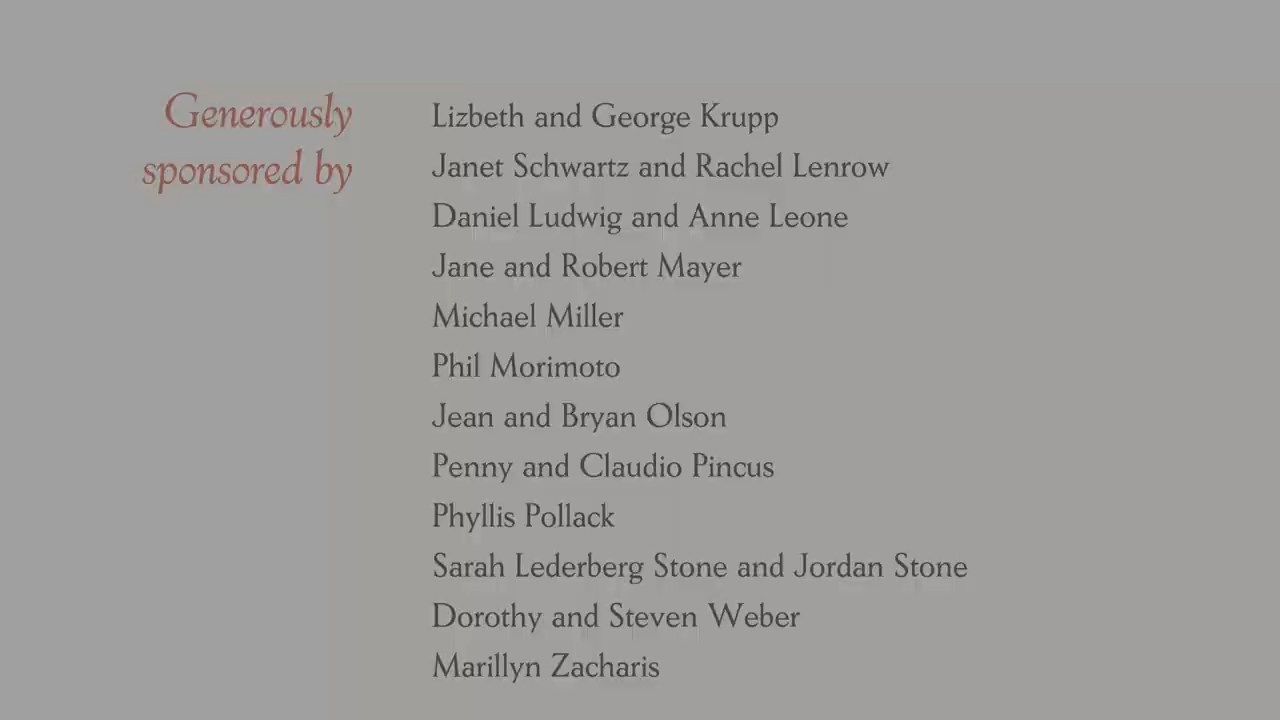 Generously
sponsored by
Lizbeth and George Krupp
Janet Schwartz and Rachel Lenrow
Daniel Ludwig and Anne Leone
Jane and Robert Mayer
Michael Miller
Phil Morimoto
Jean and Bryan Olson
Penny and Claudio Pincus
Phyllis Pollack
Sarah Lederberg Stone and Jordan Stone
Dorothy and Steven Weber
Marillyn Zacharis